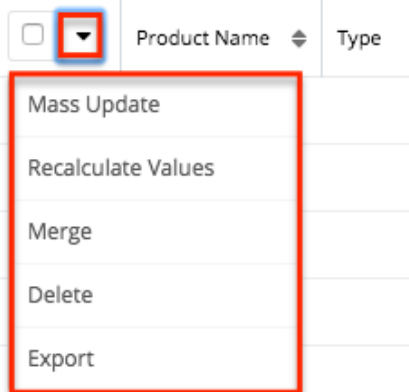 Product Name Type
Mass Update
Recalculate Values
Merge
Delete
Export